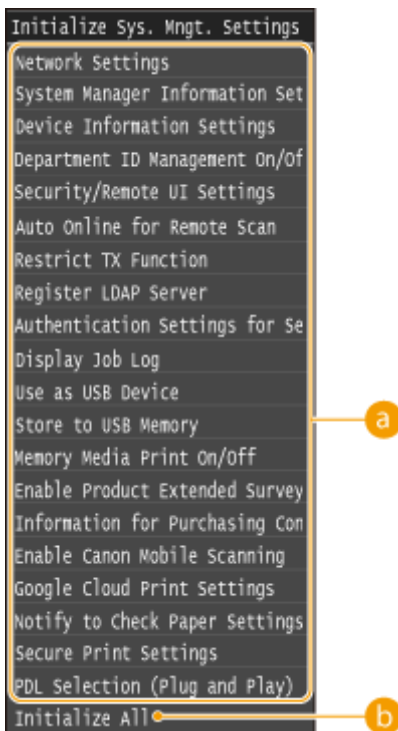 Initialize Sys. Mngt. Settings
Network Settings
System Manager Information Set
Device Information Settings
Department ID Management On/Of
Security/Remote UI Settings
Auto Online for Remote Scan
Restrict TX Function
Register LDAP Server
Authentication Settings for Se
Display Job Log
Use as USB Device
Store to USB Memory
Memory Media Print On/Off
Enable Product Extended Survey
Information for Purchasing Con
Enable Canon Mobile Scanning
Google Cloud Print Settings
Notify to Check Paper Settings
Secure Print Settings
PDL Selection (Plug and Play)
Initialize All
a
b